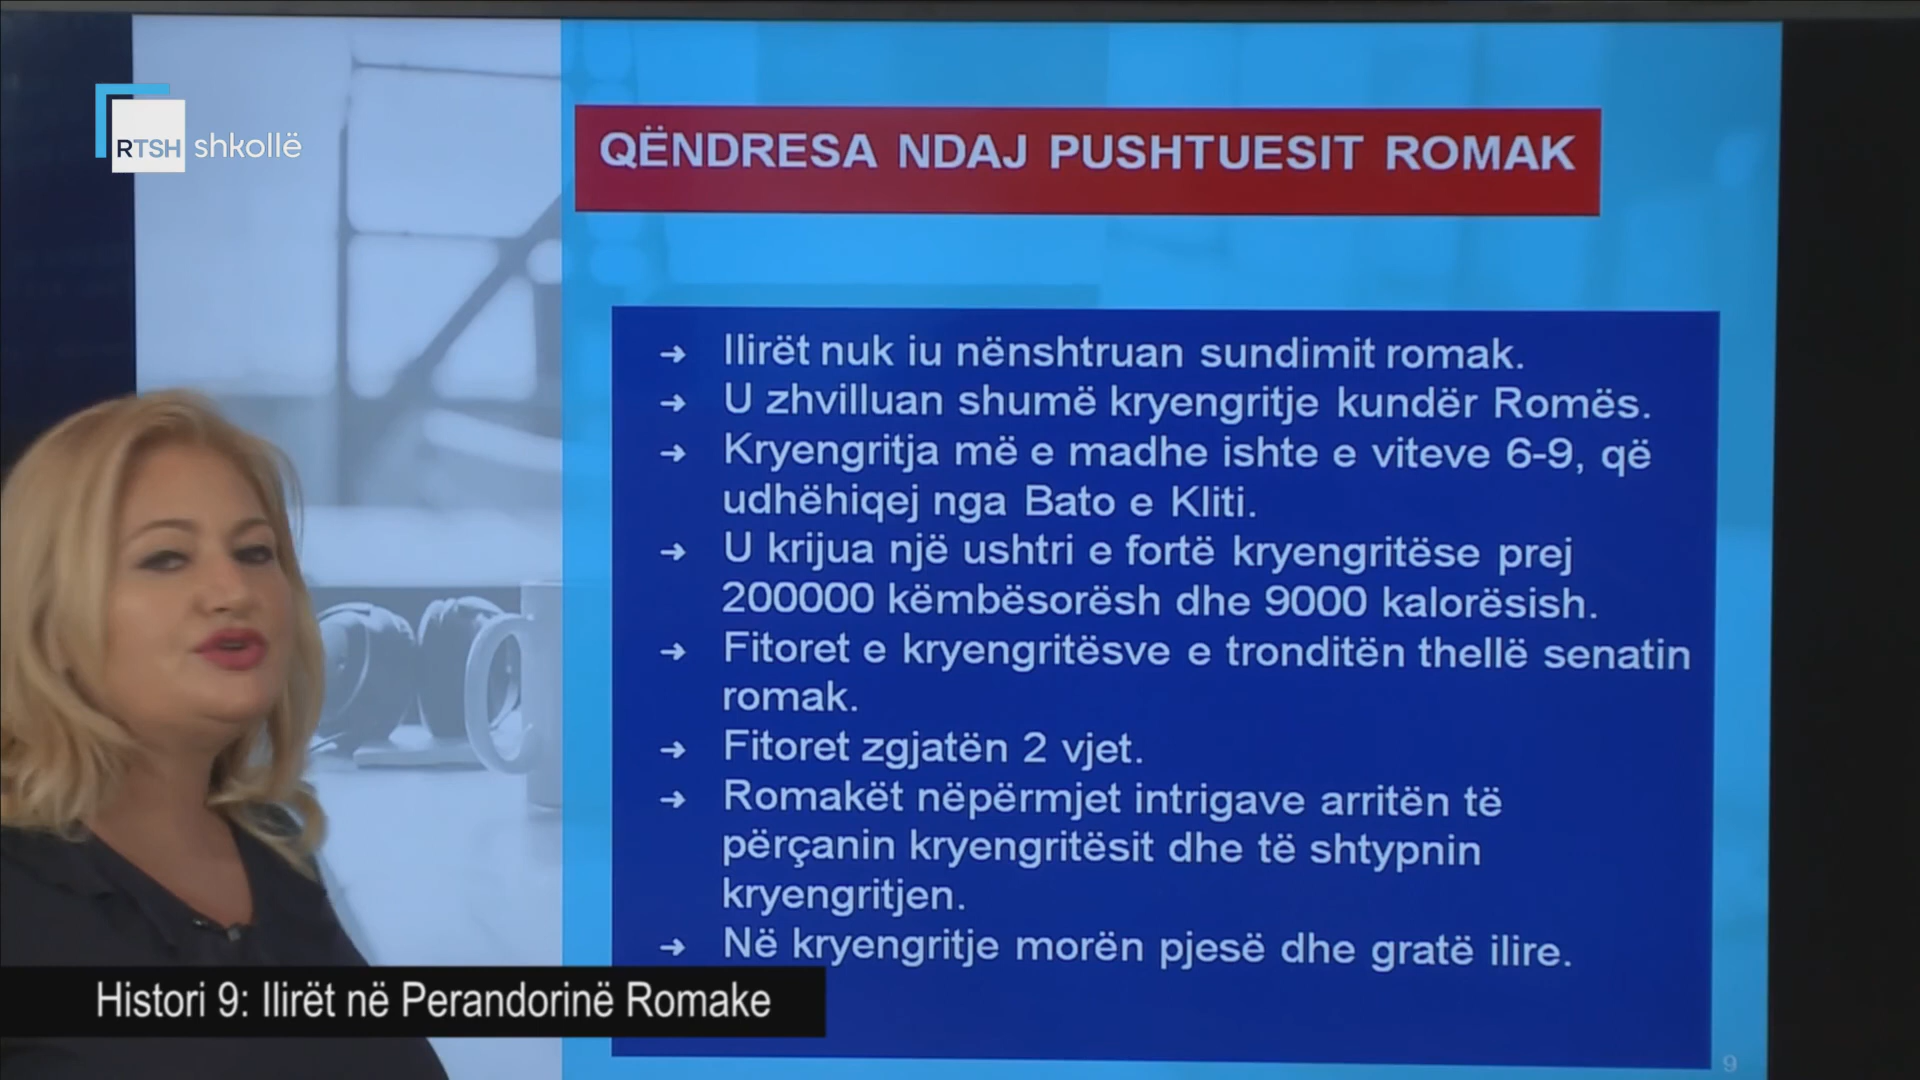 RTSH shkollë
QËNDRESA NDAJ PUSHTUESIT ROMAK
→ Ilirët nuk iu nënshtruan sundimit romak.
→ U zhvilluan shumë kryengritje kundër Romës.
→ Kryengritja më e madhe ishte e viteve 6-9, që
udhëhiqej nga Bato e Kliti.
→ U krijua një ushtri e fortë kryengritëse prej
200000 këmbësorësh dhe 9000 kalorësish.
→ Fitoret e kryengritësve e tronditën thellë senatin
romak.
→ Fitoret zgjatën 2 vjet.
→ Romakët nëpërmjet intrigave arritën të
përçanin kryengritësit dhe të shtypnin
kryengritjen.
→ Në kryengritje morën pjesë dhe gratë ilire.
Histori 9: Ilirët në Perandorinë Romake
9